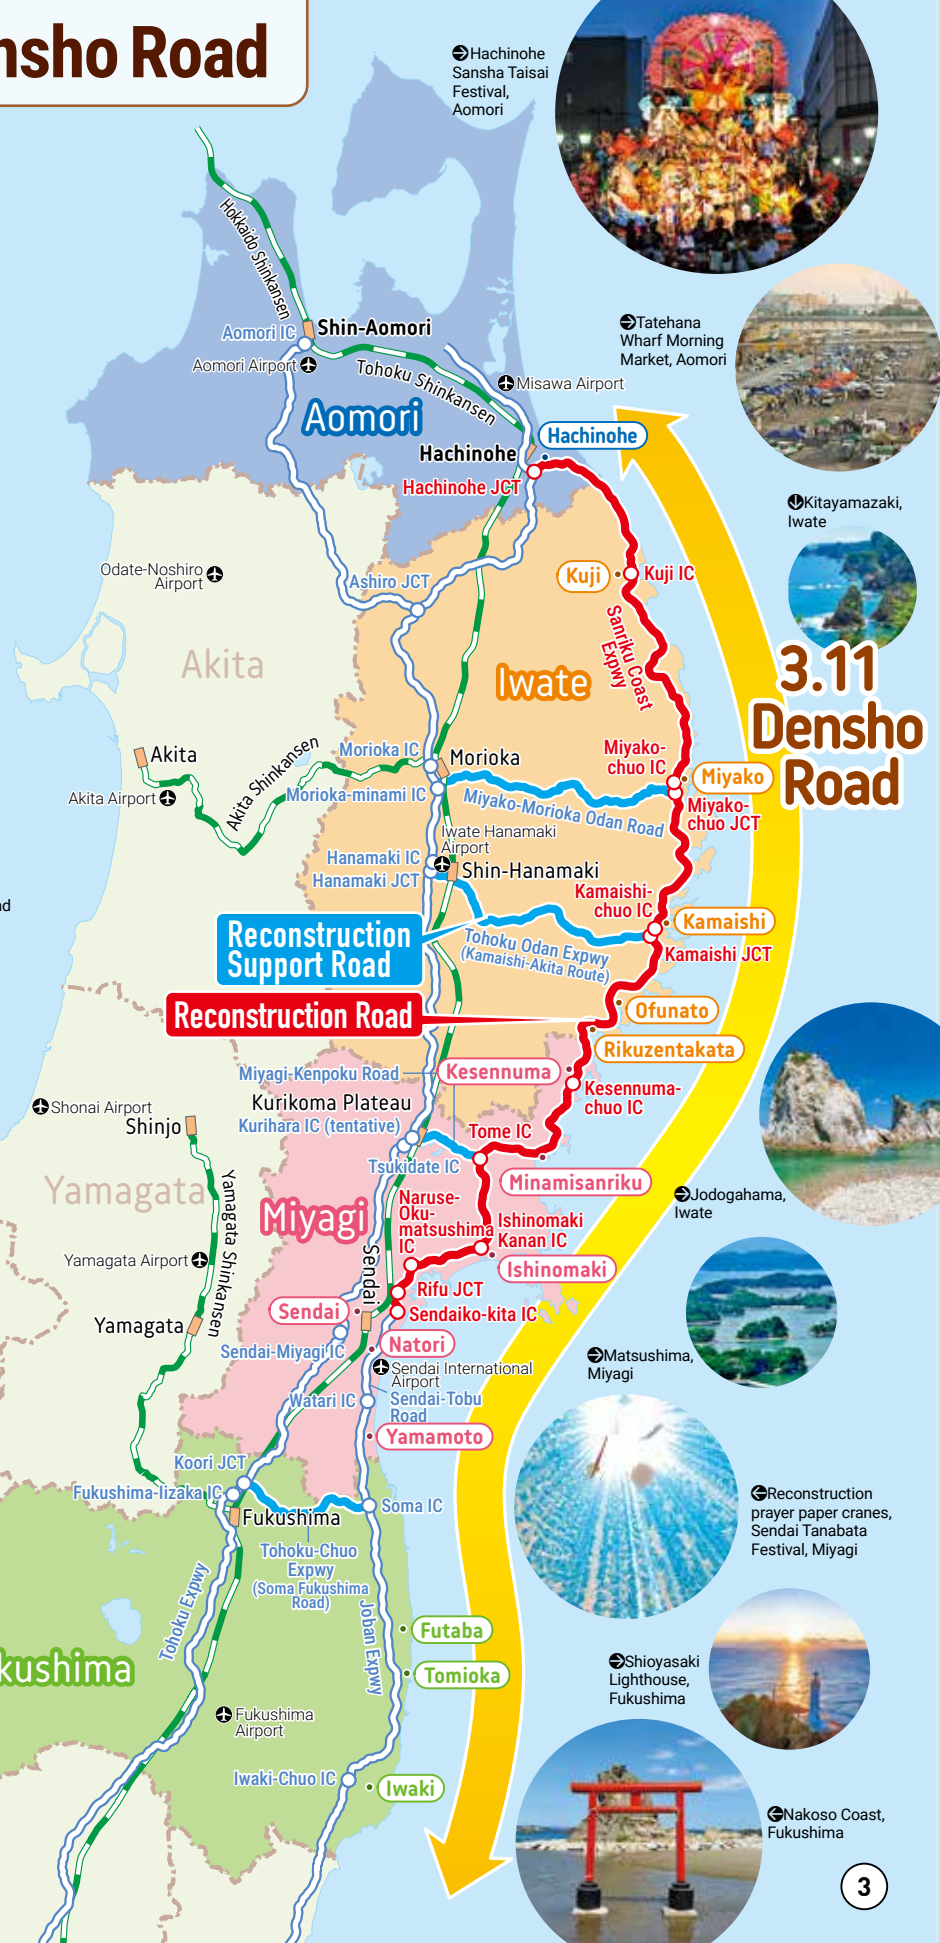 nsho Road
Hachinohe
Sansha Taisai
Festival,
Aomori
Hokkaido Shinkansen
Aomori IC
Shin-Aomori
Aomori Airport
Tohoku Shinkansen
Misawa Airport
Tatehana
Wharf Morning
Market, Aomori
Aomori
Hachinohe
Hachinohe
Hachinohe JCT
Kitayamazaki,
Iwate
Odate-Noshiro
Airport
Ashiro JCT
Kuji
Kuji IC
Sanriku Coast
Expwy
Akita
Iwate
3.11
Densho
Road
Akita
Akita Shinkansen
Akita Airport
Morioka IC
Morioka
Morioka-minami IC
Miyako-
chuo IC
Miyako
Miyako-Morioka Odan Road
Miyako-
chuo JCT
Iwate Hanamaki
Airport
Hanamaki IC
Hanamaki JCT
Shin-Hanamaki
Kamaishi-
chuo IC
Kamaishi
nd
Reconstruction
Support Road
Tohoku Odan Expwy
(Kamaishi-Akita Route)
Kamaishi JCT
Reconstruction Road
Ofunato
Rikuzentakata
Miyagi-Kenpoku Road
Kesennuma
Kesennuma-
chuo IC
Shonai Airport
Shinjo
Kurikoma Plateau
Kurihara IC (tentative)
Tome IC
Tsukidate IC
Minamisanriku
Yamagata
Yamagata Shinkansen
Miyagi
Jodogahama,
Iwate
Naruse-
Oku-
matsushima
IC
Ishinomaki
Kanan IC
Ishinomaki
Yamagata Airport
Sendai
Rifu JCT
Sendai
Sendaiko-kita IC
Yamagata
Sendai-Miyagi IC
Natori
Sendai International
Airport
Matsushima,
Miyagi
Watari IC
Sendai-Tobu
Road
Yamamoto
Koori JCT
Fukushima-Iizaka IC
Soma IC
Fukushima
Reconstruction
prayer paper cranes,
Sendai Tanabata
Festival, Miyagi
Tohoku-Chuo
Expwy
(Soma Fukushima
Road)
Tohoku Expwy
Joban Expwy
Futaba
kushima
Tomioka
Shioyasaki
Lighthouse,
Fukushima
Fukushima
Airport
Iwaki-Chuo IC
Iwaki
Nakoso Coast,
Fukushima
3